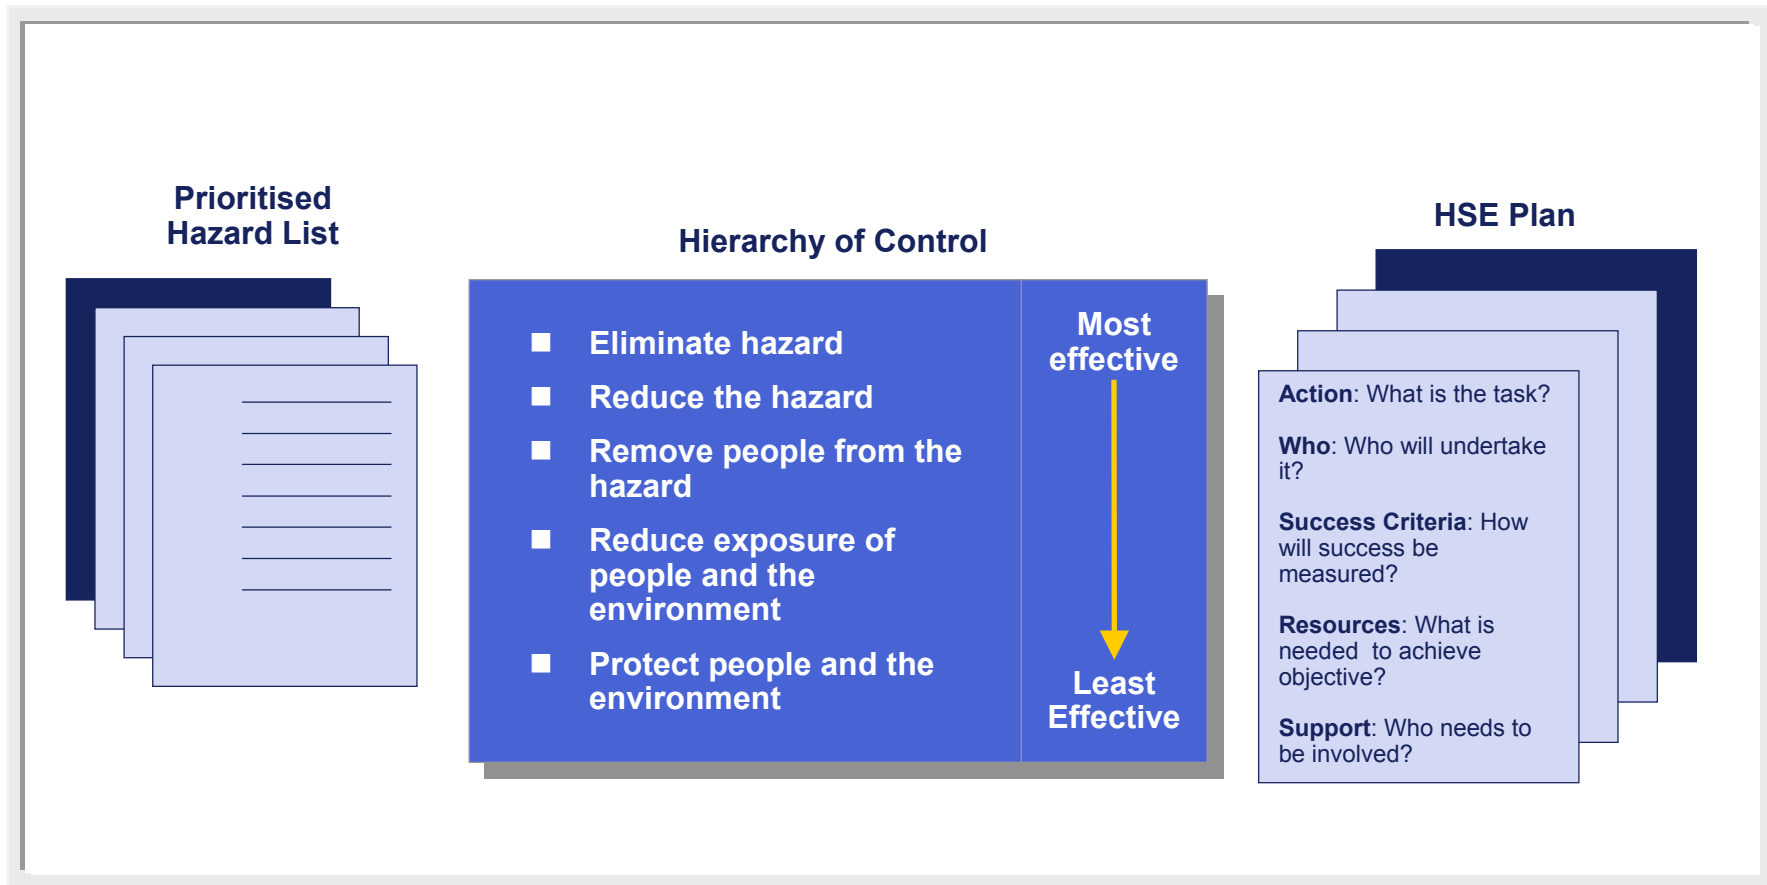 Prioritised
Hazard List
Hierarchy of Control
■ Eliminate hazard
■ Reduce the hazard
■ Remove people from the
hazard
■ Reduce exposure of
people and the
environment
■ Protect people and the
environment
Most
effective
Least
Effective
HSE Plan
Action: What is the task?
Who: Who will undertake
it?
Success Criteria: How
will success be
measured?
Resources: What is
needed  to achieve
objective?
Support: Who needs to
be involved?